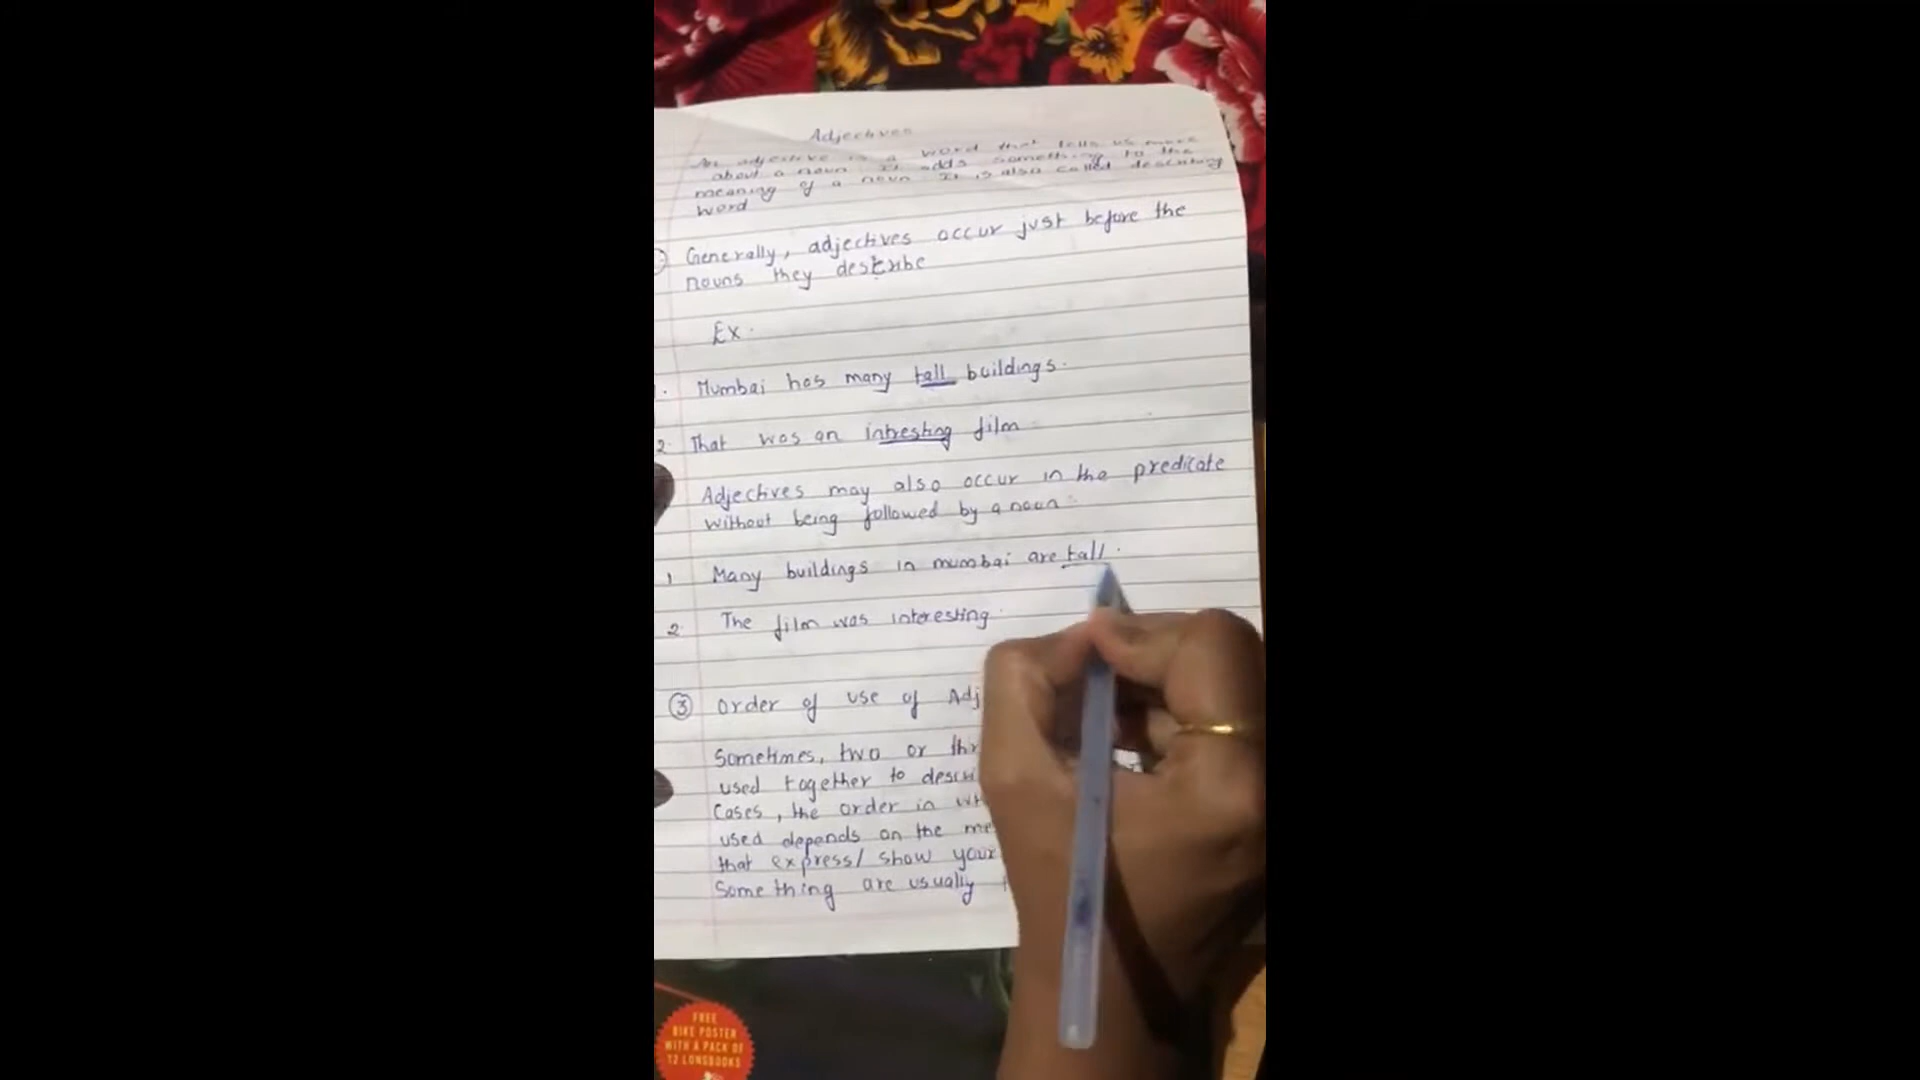 Adjectives
An adjective is a word that tells us more
about a noun. It adds something to the
meaning of a noun. It is also called describing
word
Generally, adjectives occur just before the
nouns they describe
Ex.
1. Mumbai has many tall buildings.
2. That was an intresting film
Adjectives may also occur in the predicate
without being followed by a noun:
1 Many buildings in mumbai are tall.
2. The film was interesting.
③ Order of use of Adj
Sometimes, two or thr
used together to descri
Cases, the order in wh
used depends on the me
that express/ show your
Something are usually
FREE
BIKE POSTER
WITH A PACK OF
12 LONGBOOKS